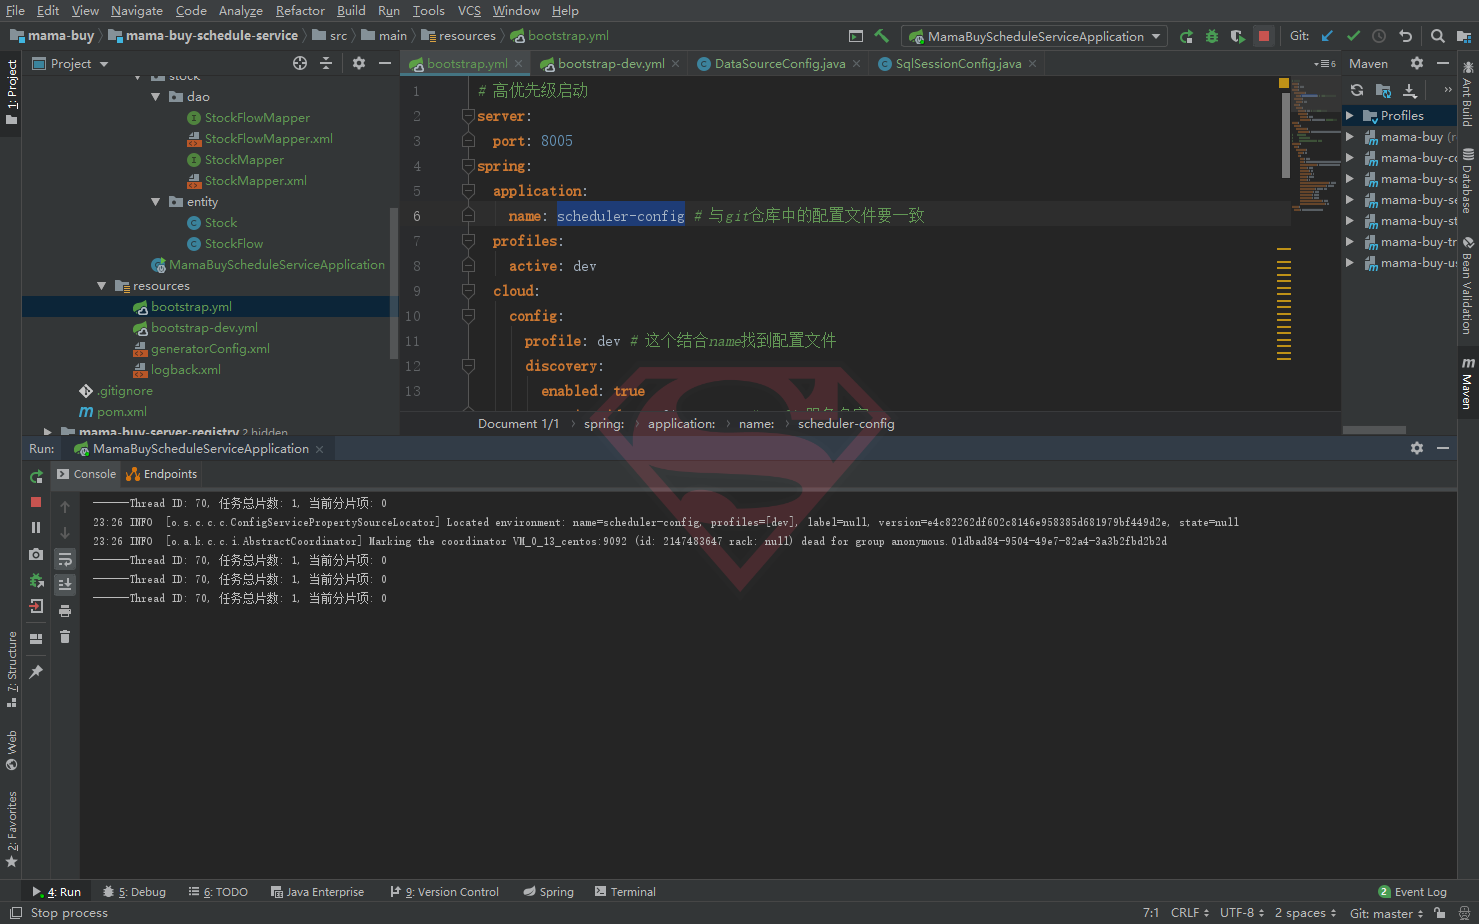 File Edit View Navigate Code Analyze Refactor Build Run Tools VCS Window Help
mama-buy mama-buy-schedule-service src main resources bootstrap.yml
MamaBuyScheduleServiceApplication Git:
1: Project
Project
stock
dao
StockFlowMapper
StockFlowMapper.xml
StockMapper
StockMapper.xml
entity
Stock
StockFlow
MamaBuyScheduleServiceApplication
resources
bootstrap.yml
bootstrap-dev.yml
generatorConfig.xml
logback.xml
.gitignore
pom.xml
mama-buy-server-registry 2 hidden
bootstrap.yml bootstrap-dev.yml DataSourceConfig.java SqlSessionConfig.java 6
1 # 高优先级启动
2 server:
3 port: 8005
4 spring:
5 application:
6 name: scheduler-config # 与git仓库中的配置文件要一致
7 profiles:
8 active: dev
9 cloud:
10 config:
11 profile: dev # 这个结合name找到配置文件
12 discovery:
13 enabled: true
Document 1/1 spring: application: name: scheduler-config
Maven
Profiles
mama-buy (r
mama-buy-co
mama-buy-sc
mama-buy-se
mama-buy-st
mama-buy-tr
mama-buy-us
Ant Build
Database
Bean Validation
Maven
Run: MamaBuyScheduleServiceApplication
Console Endpoints
------Thread ID: 70, 任务总片数: 1, 当前分片项: 0
23:26 INFO [o.s.c.c.c.ConfigServicePropertySourceLocator] Located environment: name=scheduler-config, profiles=[dev], label=null, version=e4c82262df602c8146e958385d681979bf449d2e, state=null
23:26 INFO [o.a.k.c.c.i.AbstractCoordinator] Marking the coordinator VM_0_13_centos:9092 (id: 2147483647 rack: null) dead for group anonymous.01dbad84-9504-49e7-82a4-3a3b2fbd2b2d
------Thread ID: 70, 任务总片数: 1, 当前分片项: 0
------Thread ID: 70, 任务总片数: 1, 当前分片项: 0
------Thread ID: 70, 任务总片数: 1, 当前分片项: 0
7: Structure
Web
2: Favorites
4: Run 5: Debug 6: TODO Java Enterprise 9: Version Control Spring Terminal 2 Event Log
Stop process 7:1 CRLF UTF-8 2 spaces Git: master